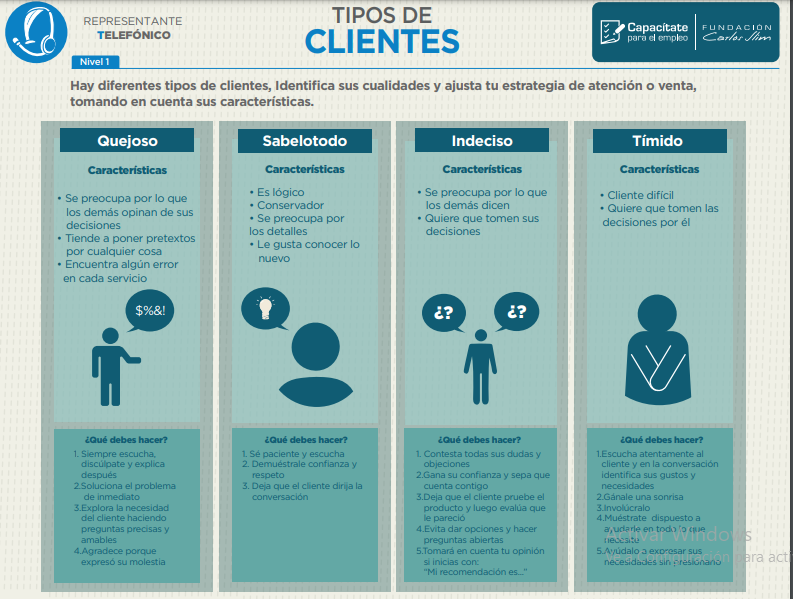 REPRESENTANTE
TELEFÓNICO
TIPOS DE
CLIENTES
Capacítate
para el empleo
FUNDACIÓN
Carlos Slim
Nivel 1
Hay diferentes tipos de clientes, Identifica sus cualidades y ajusta tu estrategia de atención o venta,
tomando en cuenta sus características.
Quejoso
Características
• Se preocupa por lo que
los demás opinan de sus
decisiones
• Tiende a poner pretextos
por cualquier cosa
• Encuentra algún error
en cada servicio
$%&!
¿Qué debes hacer?
1. Siempre escucha,
discúlpate y explica
después
2.Soluciona el problema
de inmediato
3.Explora la necesidad
del cliente haciendo
preguntas precisas y
amables
4.Agradece porque
expresó su molestia
Sabelotodo
Características
• Es lógico
• Conservador
• Se preocupa por
los detalles
• Le gusta conocer lo
nuevo
¿Qué debes hacer?
1. Sé paciente y escucha
2. Demuéstrale confianza y
respeto
3. Deja que el cliente dirija la
conversación
Indeciso
Características
• Se preocupa por lo que
los demás dicen
• Quiere que tomen sus
decisiones
¿?
¿?
¿Qué debes hacer?
1. Contesta todas sus dudas y
objeciones
2.Gana su confianza y sepa que
cuenta contigo
3.Deja que el cliente pruebe el
producto y luego evalúa que
le pareció
4.Evita dar opciones y hacer
preguntas abiertas
5.Tomará en cuenta tu opinión
si inicias con:
"Mi recomendación es..."
Tímido
Características
• Cliente difícil
• Quiere que tomen las
decisiones por él
¿Qué debes hacer?
1.Escucha atentamente al
cliente y en la conversación
identifica sus gustos y
necesidades
2.Gánale una sonrisa
3.Involúcralo
4.Muéstrate dispuesto a
ayudarle en todo lo que
necesite
5.Ayúdalo a expresar sus
necesidades sin presionarlo
Activar Windows
para acti